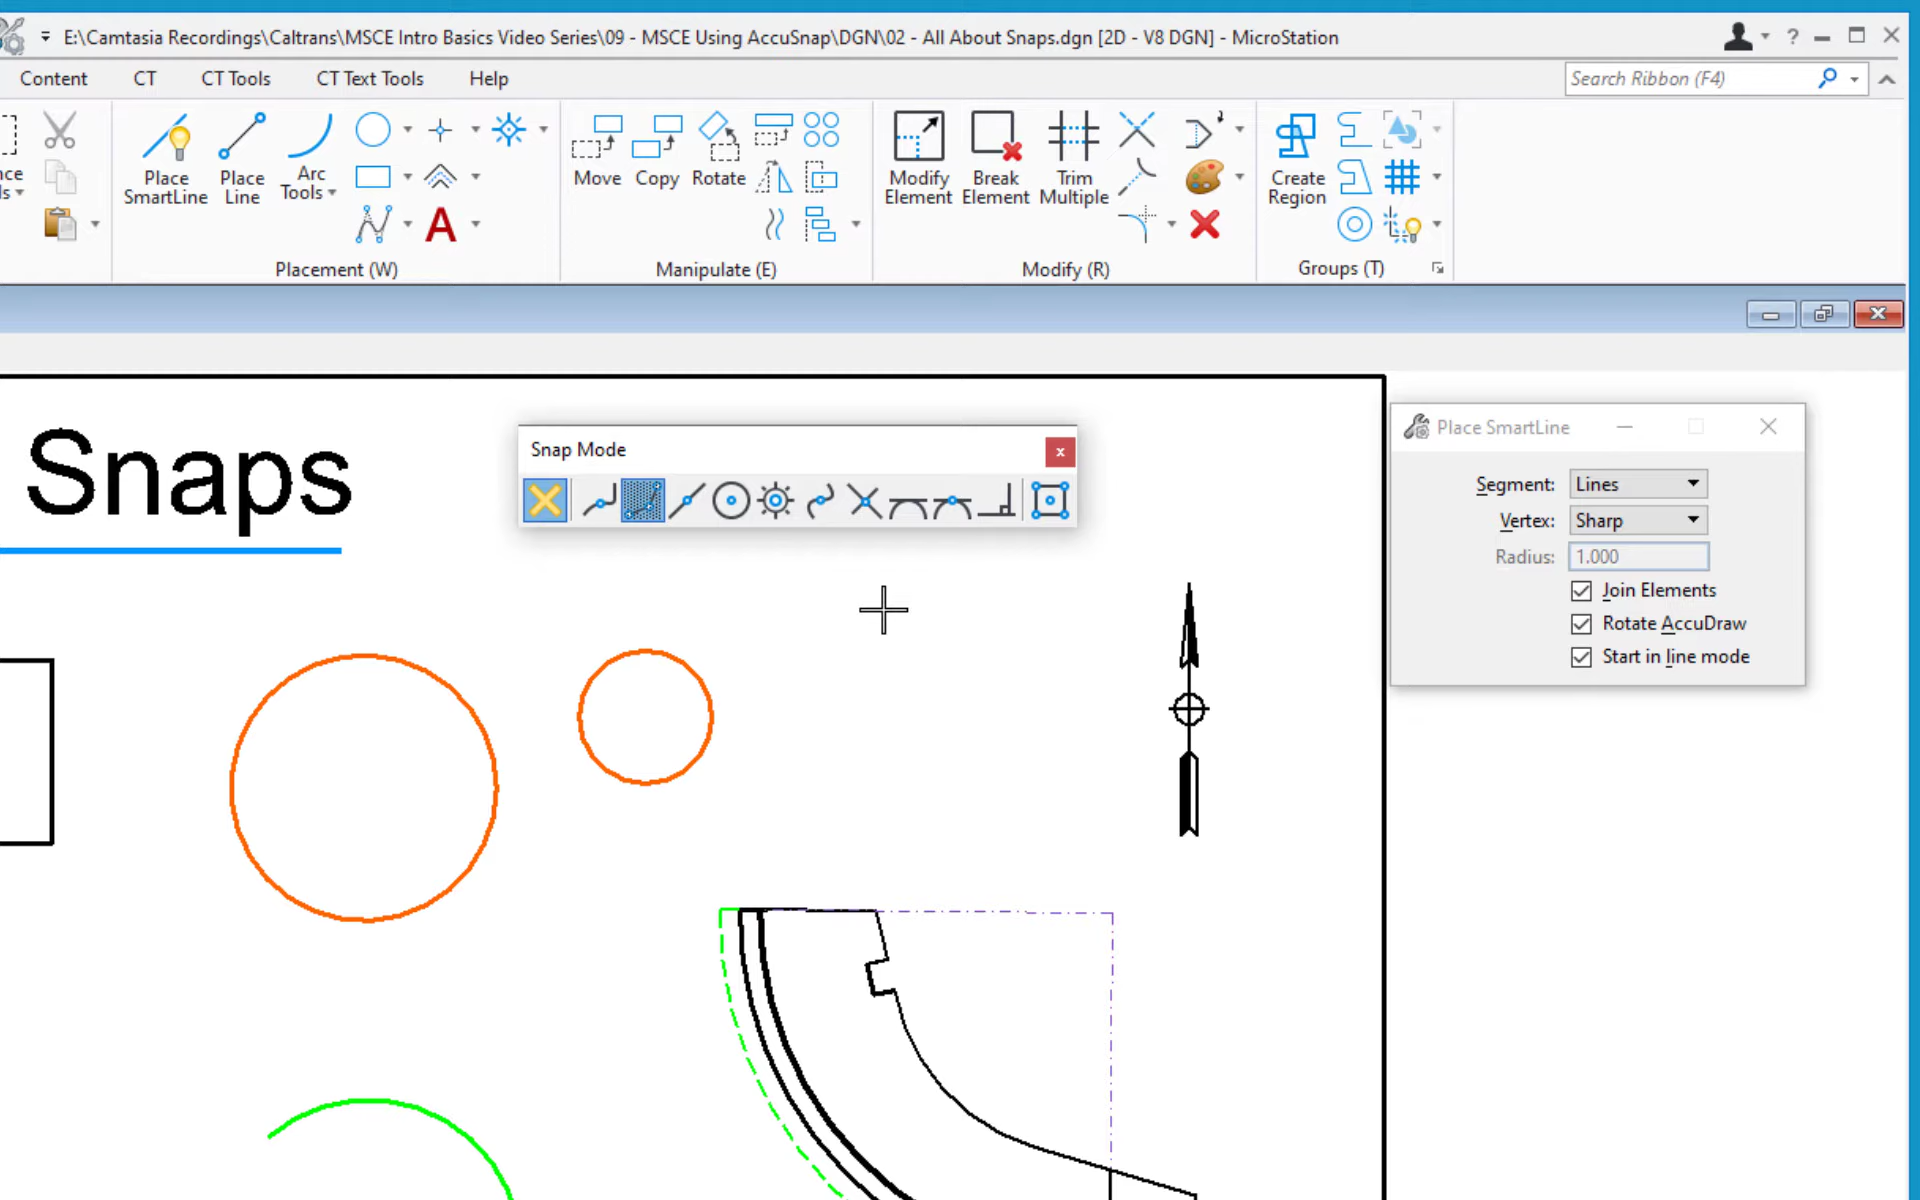 E:\Camtasia Recordings\Caltrans\MSCE Intro Basics Video Series\09 - MSCE Using AccuSnap\DGN\02 - All About Snaps.dgn [2D - V8 DGN] - MicroStation
Content CT CT Tools CT Text Tools Help
Search Ribbon (F4)
Place SmartLine
Place Line
Arc Tools
Move
Copy
Rotate
Modify Element
Break Element
Trim Multiple
Create Region
Placement (W)
Manipulate (E)
Modify (R)
Groups (T)
Snaps
Snap Mode
Place SmartLine
Segment: Lines
Vertex: Sharp
Radius: 1.000
Join Elements
Rotate AccuDraw
Start in line mode